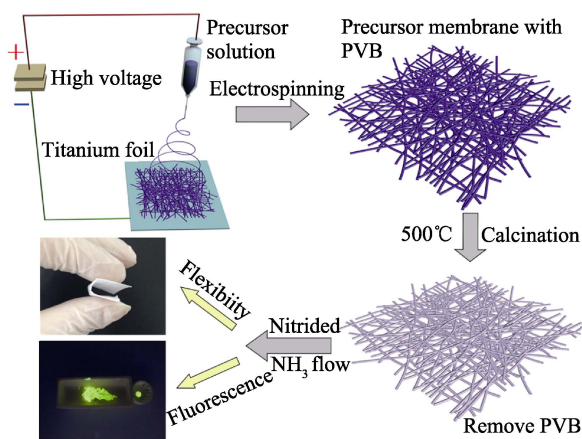 Precursor
solution
+
High voltage
−
Titanium foil
Electrospinning
Precursor membrane with
PVB
500℃ Calcination
Remove PVB
Nitrided
NH₃ flow
Flexibiity
Fluorescence